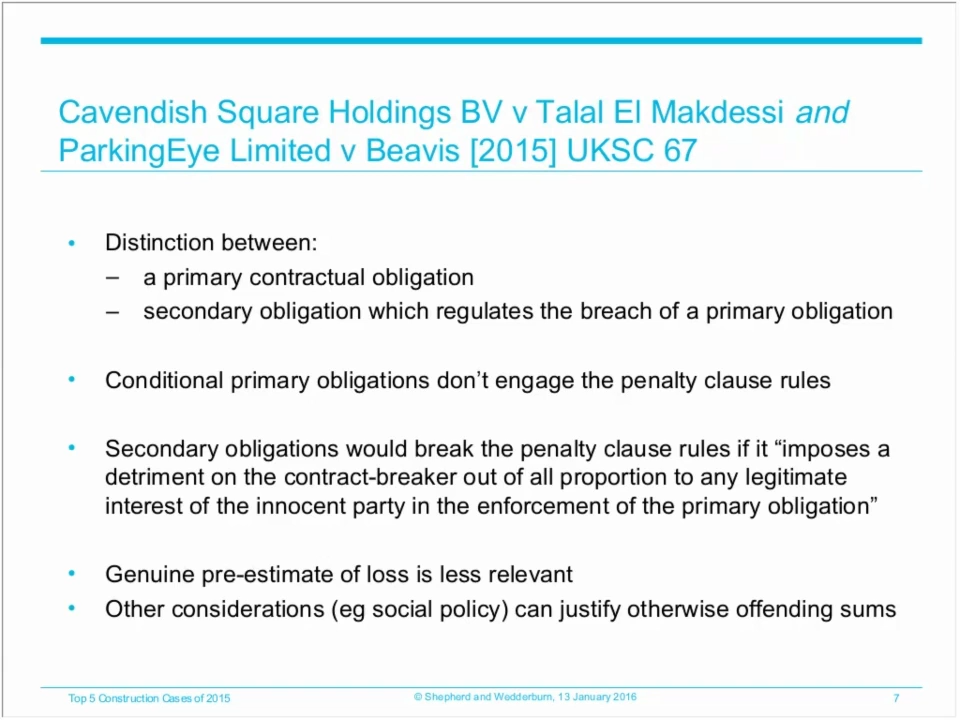 Cavendish Square Holdings BV v Talal El Makdessi and
ParkingEye Limited v Beavis [2015] UKSC 67
• Distinction between:
– a primary contractual obligation
– secondary obligation which regulates the breach of a primary obligation
• Conditional primary obligations don’t engage the penalty clause rules
• Secondary obligations would break the penalty clause rules if it “imposes a
detriment on the contract-breaker out of all proportion to any legitimate
interest of the innocent party in the enforcement of the primary obligation”
• Genuine pre-estimate of loss is less relevant
• Other considerations (eg social policy) can justify otherwise offending sums
Top 5 Construction Cases of 2015
© Shepherd and Wedderburn, 13 January 2016
7